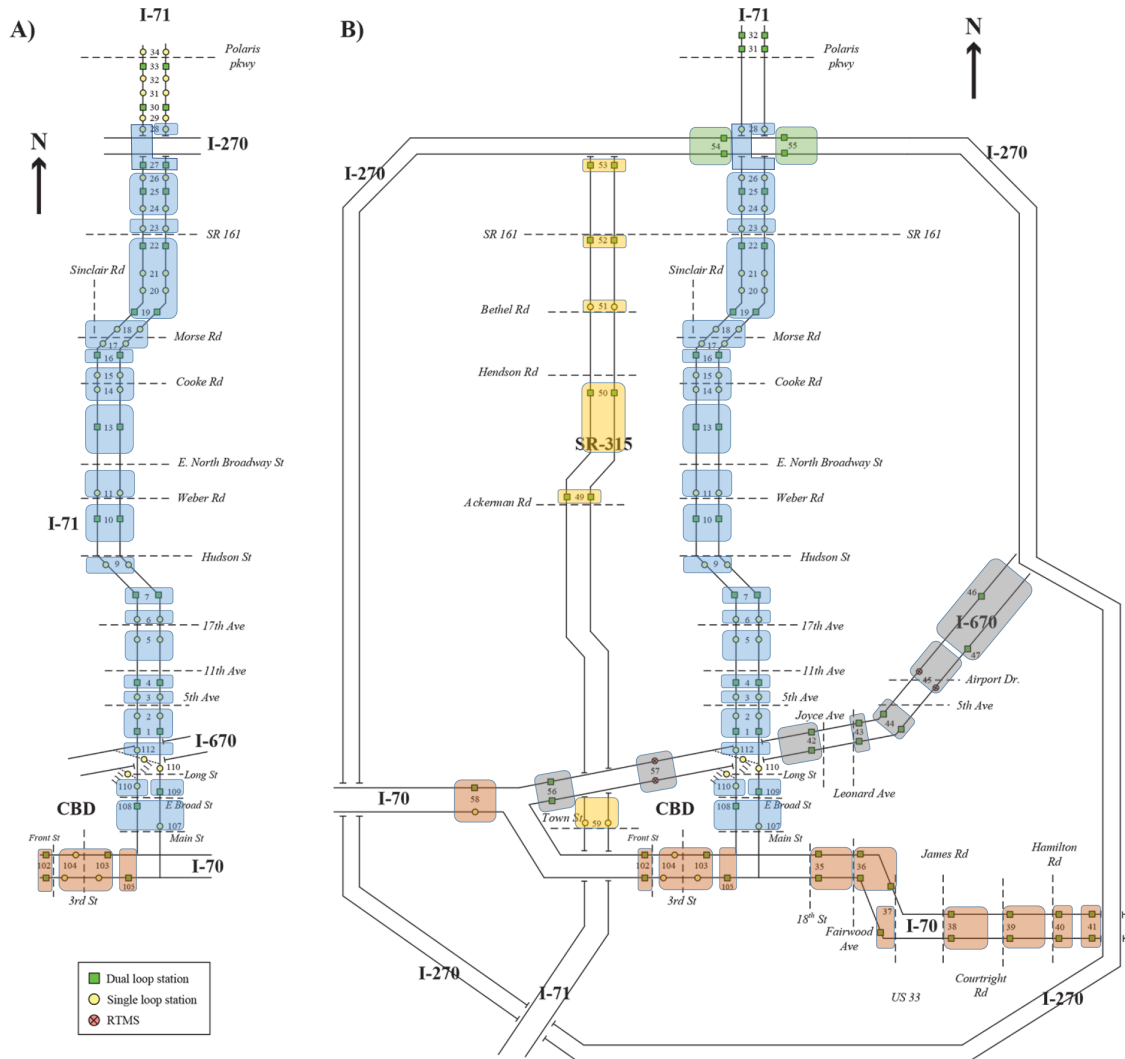 A)
I-71
34
Polaris
pkwy
33
32
31
30
29
28
I-270
N
27
26
25
24
23
SR 161
22
Sinclair Rd
21
20
19
18
Morse Rd
17
16
15
Cooke Rd
14
13
E. North Broadway St
11
Weber Rd
I-71
10
Hudson St
9
7
6
17th Ave
5
11th Ave
4
3
5th Ave
2
1
I-670
112
110
Long St
110
109
CBD
108
E Broad St
107
Front St
Main St
102
104
103
I-70
105
3rd St
Dual loop station
Single loop station
RTMS
B)
I-71
N
32
31
Polaris
pkwy
28
54
55
I-270
I-270
53
26
25
24
23
SR 161
52
SR 161
22
Sinclair Rd
21
20
Bethel Rd
51
19
18
Morse Rd
17
16
Hendson Rd
15
Cooke Rd
14
50
13
SR-315
E. North Broadway St
49
11
Ackerman Rd
Weber Rd
10
Hudson St
9
7
46
6
17th Ave
I-670
5
47
11th Ave
45
Airport Dr.
4
3
5th Ave
5th Ave
2
Joyce Ave
44
1
42
43
112
57
110
Long St
56
110
109
Leonard Ave
I-70
58
CBD
108
E Broad St
Town St
59
107
Front St
Main St
102
104
103
35
36
James Rd
Hamilton
Rd
105
3rd St
18th St
37
I-70
Fairwood
Ave
38
39
40
41
I-270
Courtright
Rd
US 33
I-71
I-270